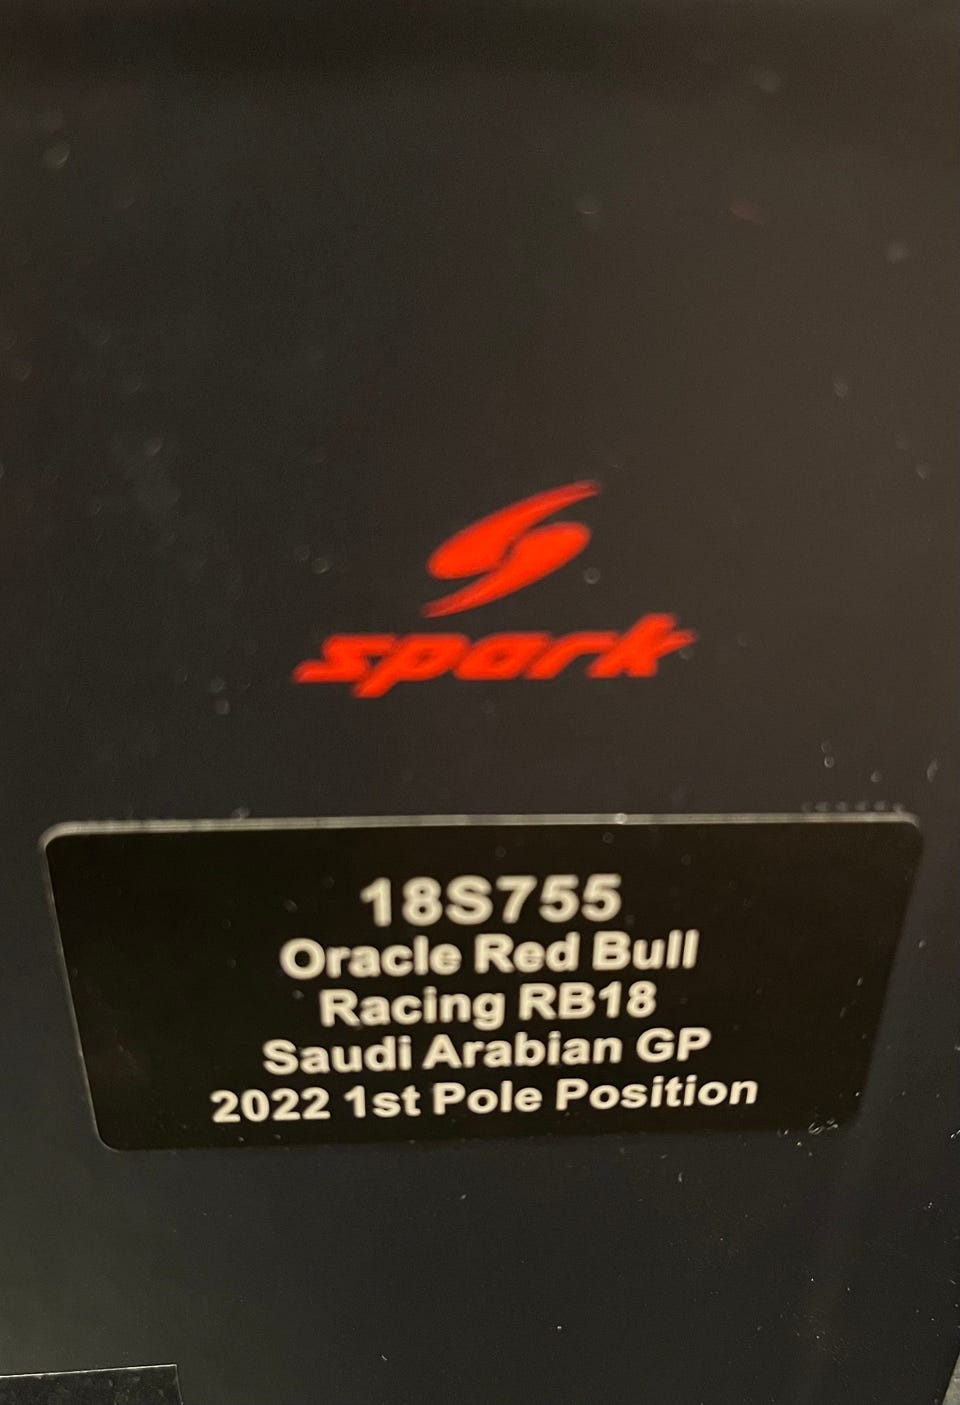 spark
18S755
Oracle Red Bull
Racing RB18
Saudi Arabian GP
2022 1st Pole Position